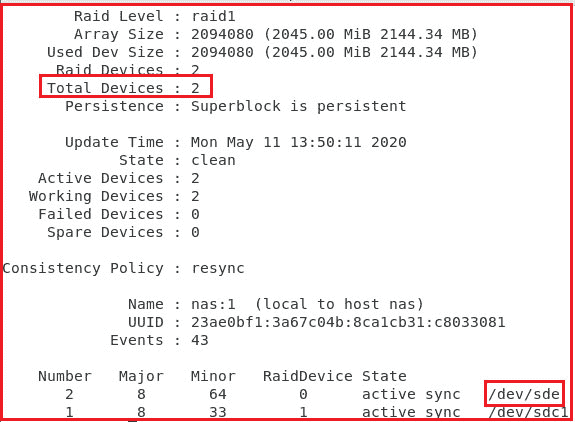 Raid Level : raid1
Array Size : 2094080 (2045.00 MiB 2144.34 MB)
Used Dev Size : 2094080 (2045.00 MiB 2144.34 MB)
Raid Devices : 2
Total Devices : 2
Persistence : Superblock is persistent
Update Time : Mon May 11 13:50:11 2020
State : clean
Active Devices : 2
Working Devices : 2
Failed Devices : 0
Spare Devices : 0
Consistency Policy : resync
Name : nas:1  (local to host nas)
UUID : 23ae0bf1:3a67c04b:8ca1cb31:c8033081
Events : 43
Number   Major   Minor   RaidDevice State
2       8       64        0      active sync   /dev/sde
1       8       33        1      active sync   /dev/sdc1